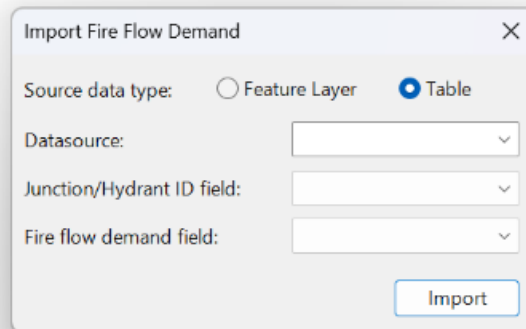 Import Fire Flow Demand
Source data type: Feature Layer Table
Datasource:
Junction/Hydrant ID field:
Fire flow demand field:
Import